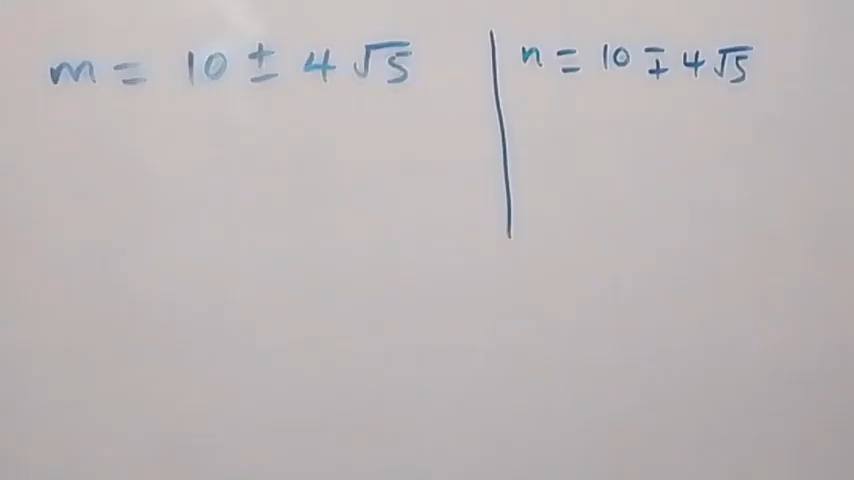 m = 10 ± 4 √5
n = 10 ∓ 4 √5